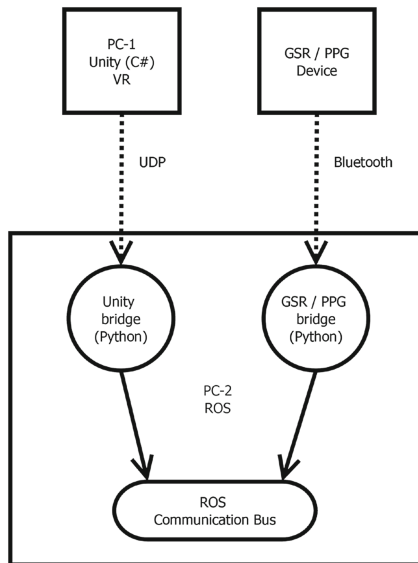 PC-1
Unity (C#)
VR
GSR / PPG
Device
UDP
Bluetooth
Unity
bridge
(Python)
GSR / PPG
bridge
(Python)
PC-2
ROS
ROS
Communication Bus